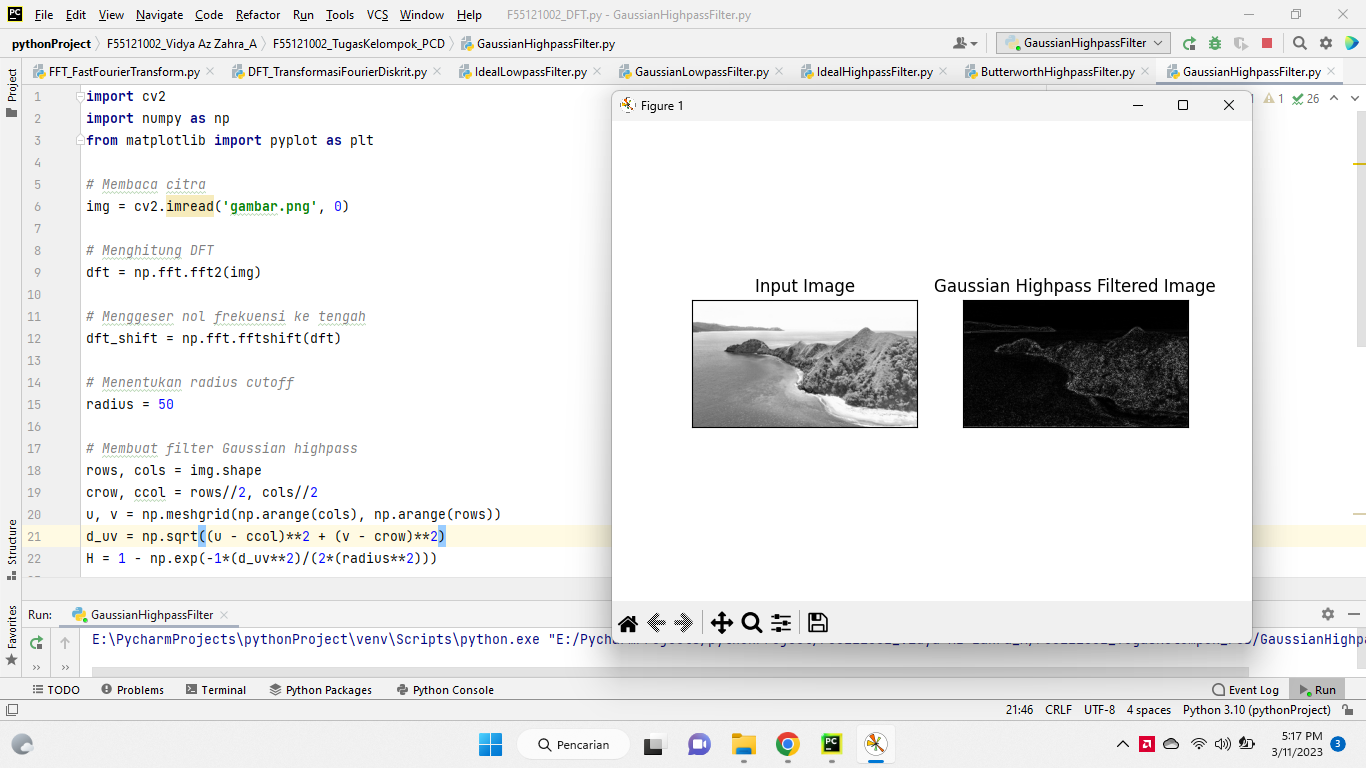 File Edit View Navigate Code Refactor Run Tools VCS Window Help F55121002_DFT.py - GaussianHighpassFilter.py
pythonProject F55121002_Vidya Az Zahra_A F55121002_TugasKelompok_PCD GaussianHighpassFilter.py GaussianHighpassFilter
FFT_FastFourierTransform.py DFT_TransformasiFourierDiskrit.py IdealLowpassFilter.py GaussianLowpassFilter.py IdealHighpassFilter.py ButterworthHighpassFilter.py GaussianHighpassFilter.py
Project
1 import cv2
2 import numpy as np
3 from matplotlib import pyplot as plt
4
5 # Membaca citra
6 img = cv2.imread('gambar.png', 0)
7
8 # Menghitung DFT
9 dft = np.fft.fft2(img)
10
11 # Menggeser nol frekuensi ke tengah
12 dft_shift = np.fft.fftshift(dft)
13
14 # Menentukan radius cutoff
15 radius = 50
16
17 # Membuat filter Gaussian highpass
18 rows, cols = img.shape
19 crow, ccol = rows//2, cols//2
20 u, v = np.meshgrid(np.arange(cols), np.arange(rows))
21 d_uv = np.sqrt((u - ccol)**2 + (v - crow)**2)
22 H = 1 - np.exp(-1*(d_uv**2)/(2*(radius**2)))
1 26
Figure 1
Input Image Gaussian Highpass Filtered Image
Structure
Favorites
Run: GaussianHighpassFilter
E:\PycharmProjects\pythonProject\venv\Scripts\python.exe "E:/Pych
/GaussianHighpa
TODO Problems Terminal Python Packages Python Console Event Log Run
21:46 CRLF UTF-8 4 spaces Python 3.10 (pythonProject)
Pencarian
5:17 PM
3/11/2023 3